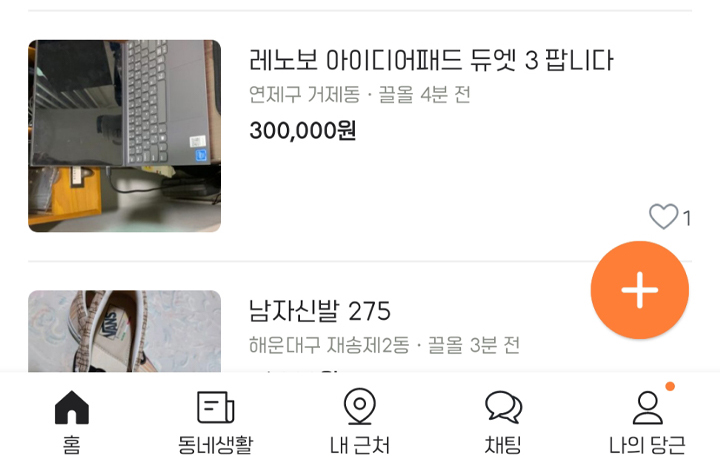 레노보 아이디어패드 듀엣 3 팝니다
연제구 거제동 · 끌올 4분 전
300,000원
1
VANS
남자신발 275
해운대구 재송제2동 · 끌올 3분 전
홈
동네생활
내 근처
채팅
나의 당근